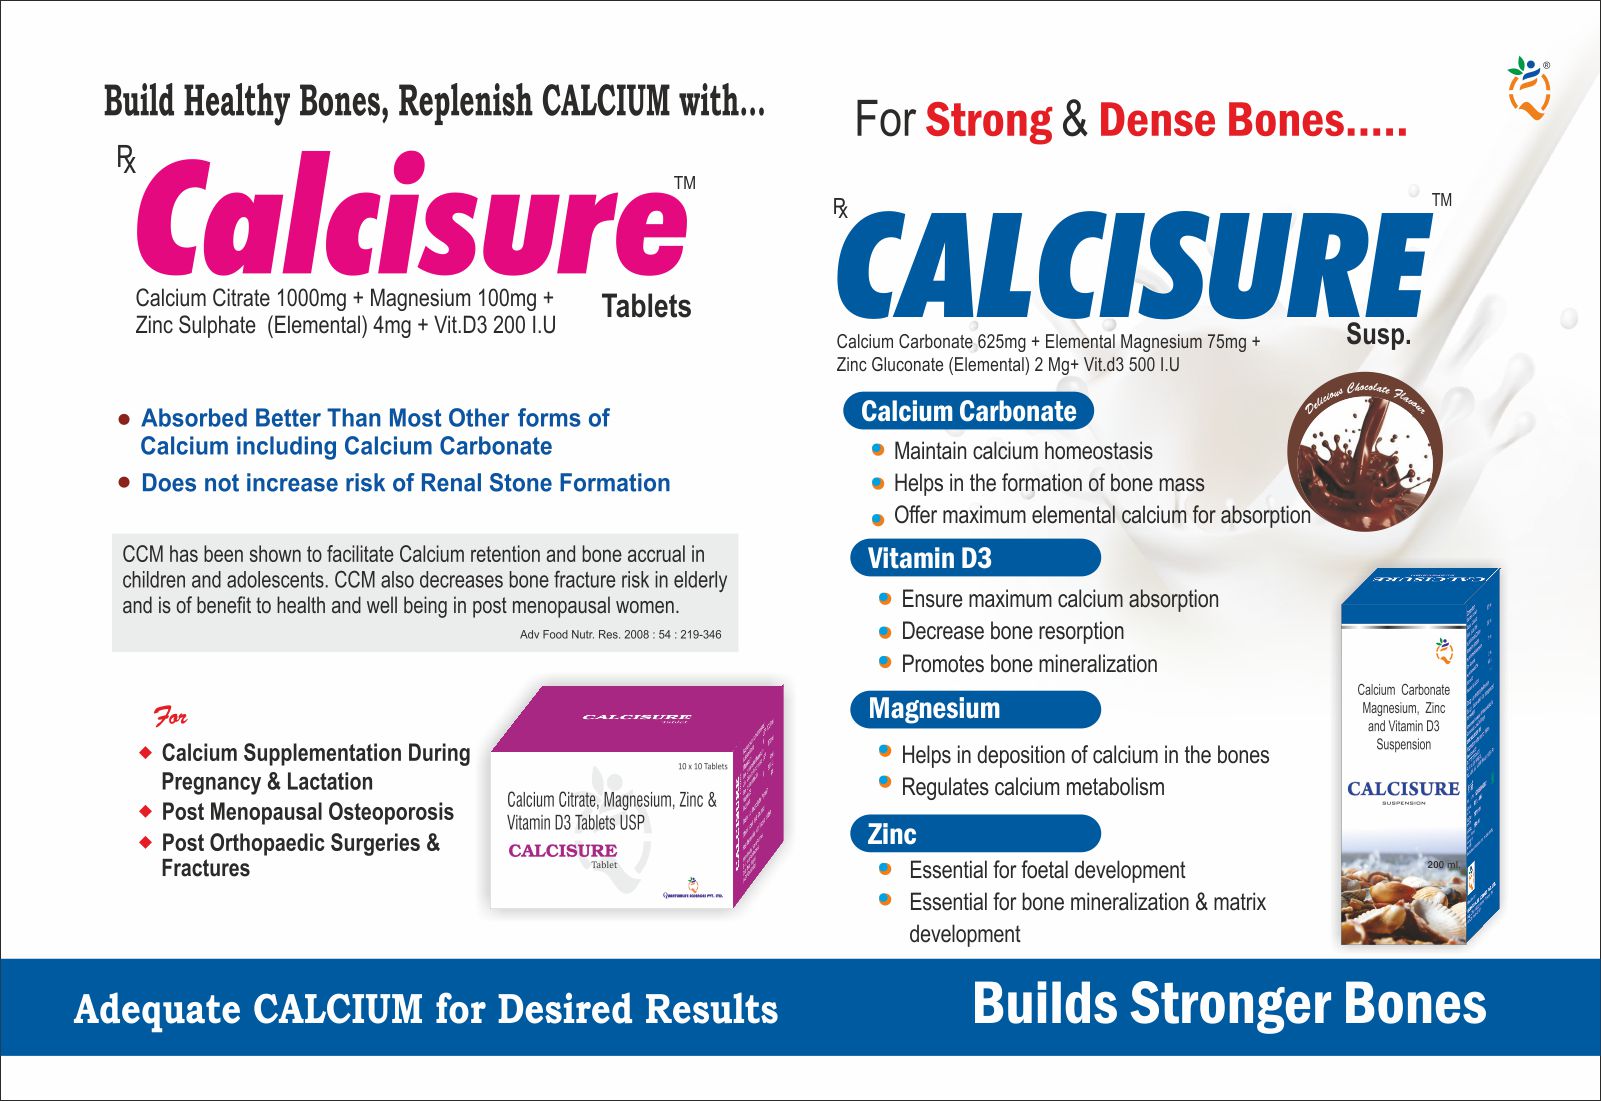 Build Healthy Bones, Replenish CALCIUM with...
Rx
Calcisure™
Calcium Citrate 1000mg + Magnesium 100mg +
Zinc Sulphate (Elemental) 4mg + Vit.D3 200 I.U
Tablets
Absorbed Better Than Most Other forms of
Calcium including Calcium Carbonate
Does not increase risk of Renal Stone Formation
CCM has been shown to facilitate Calcium retention and bone accrual in
children and adolescents. CCM also decreases bone fracture risk in elderly
and is of benefit to health and well being in post menopausal women.
Adv Food Nutr. Res. 2008 : 54 : 219-346
For
Calcium Supplementation During
Pregnancy & Lactation
Post Menopausal Osteoporosis
Post Orthopaedic Surgeries &
Fractures
CALCISURE
Tablet
10 x 10 Tablets
Calcium Citrate, Magnesium, Zinc &
Vitamin D3 Tablets USP
CALCISURE
Tablet
CALCISURE
Adequate CALCIUM for Desired Results
®
For Strong & Dense Bones.....
Rx
CALCISURE™
Susp.
Calcium Carbonate 625mg + Elemental Magnesium 75mg +
Zinc Gluconate (Elemental) 2 Mg+ Vit.d3 500 I.U
Delicious Chocolate Flavour
Calcium Carbonate
Maintain calcium homeostasis
Helps in the formation of bone mass
Offer maximum elemental calcium for absorption
Vitamin D3
Ensure maximum calcium absorption
Decrease bone resorption
Promotes bone mineralization
Magnesium
Helps in deposition of calcium in the bones
Regulates calcium metabolism
Zinc
Essential for foetal development
Essential for bone mineralization & matrix
development
CALCISURE
Calcium Carbonate
Magnesium, Zinc
and Vitamin D3
Suspension
CALCISURE
SUSPENSION
200 ml.
Builds Stronger Bones